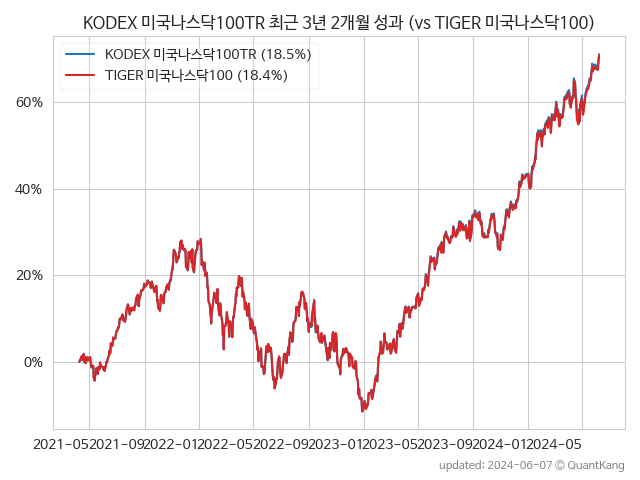 KODEX 미국나스닥100TR 최근 3년 2개월 성과 (vs TIGER 미국나스닥100)
KODEX 미국나스닥100TR (18.5%)
TIGER 미국나스닥100 (18.4%)
60%
40%
20%
0%
2021-05 2021-09 2022-01 2022-05 2022-09 2023-01 2023-05 2023-09 2024-01 2024-05
updated: 2024-06-07 © QuantKang